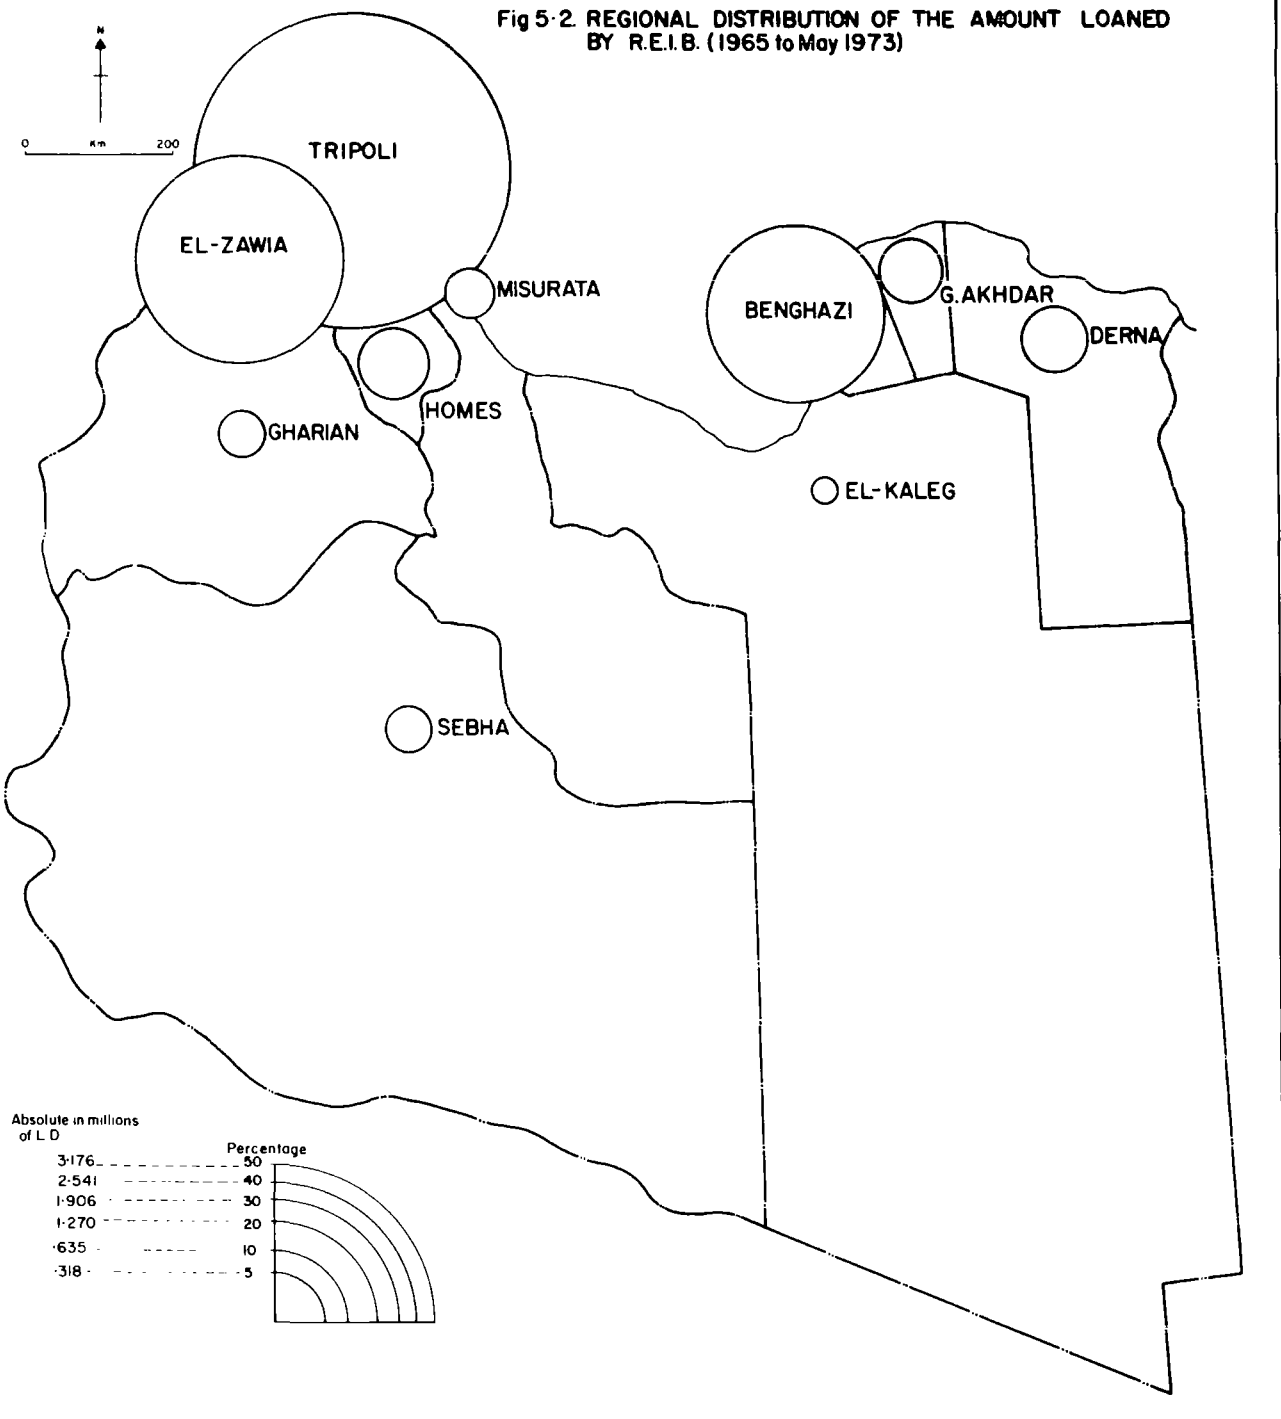 Fig 5·2. REGIONAL DISTRIBUTION OF THE AMOUNT LOANED
BY R.E.I.B. (1965 to May 1973)
N
0 Km 200
TRIPOLI
EL-ZAWIA
MISURATA
BENGHAZI
G.AKHDAR
DERNA
HOMES
GHARIAN
EL-KALEG
SEBHA
Absolute in millions
of L D
Percentage
3·176 50
2·541 40
1·906 30
1·270 20
·635 10
·318 5